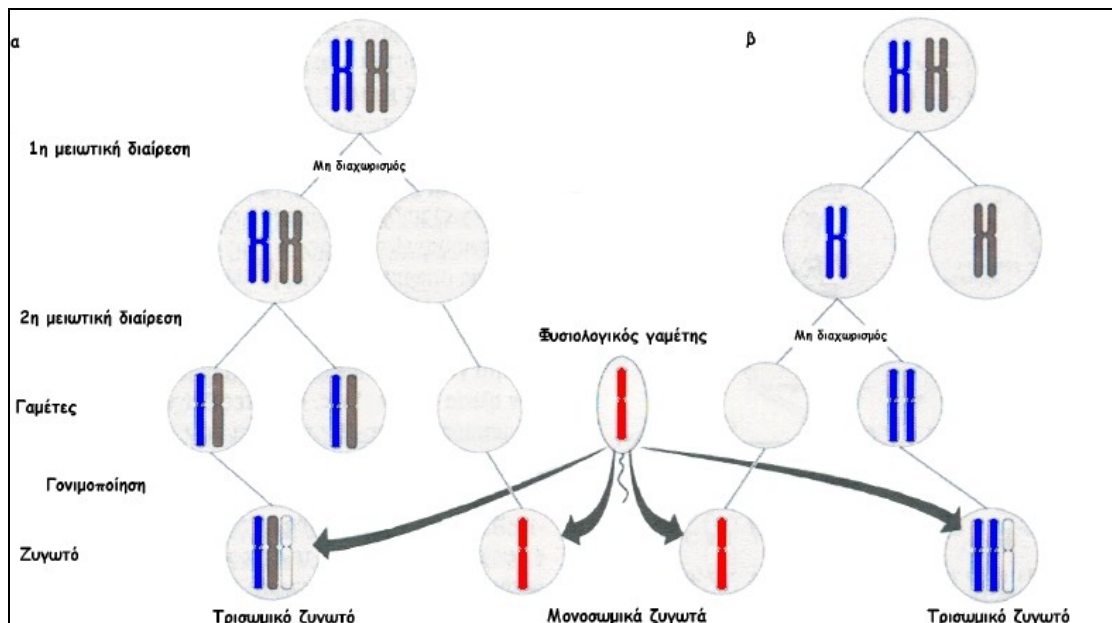 α
β
1η μειωτική διαίρεση
Μη διαχωρισμός
2η μειωτική διαίρεση
Μη διαχωρισμός
Φυσιολογικός γαμέτης
Γαμέτες
Γονιμοποίηση
Ζυγωτό
Τρισωμικό ζυγωτό
Μονοσωμικά ζυγωτά
Τρισωμικό ζυγωτό